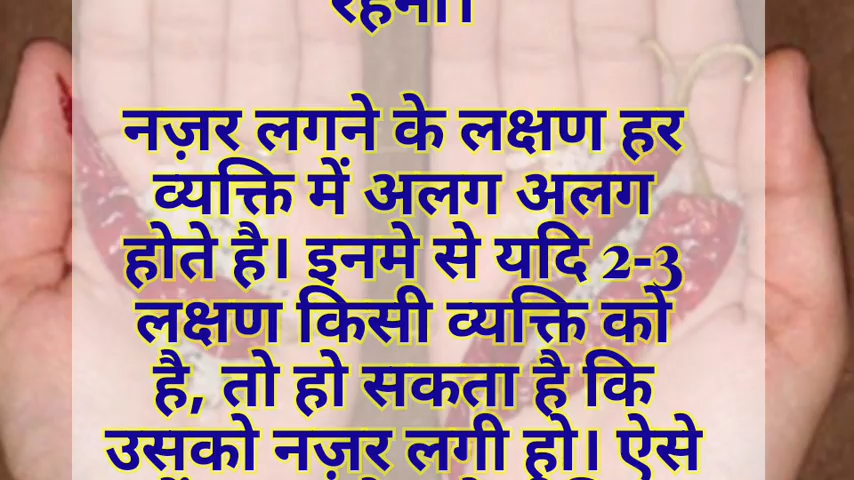 रहना।
नज़र लगने के लक्षण हर
व्यक्ति में अलग अलग
होते है। इनमे से यदि 2-3
लक्षण किसी व्यक्ति को
है, तो हो सकता है कि
उसको नज़र लगी हो। ऐसे